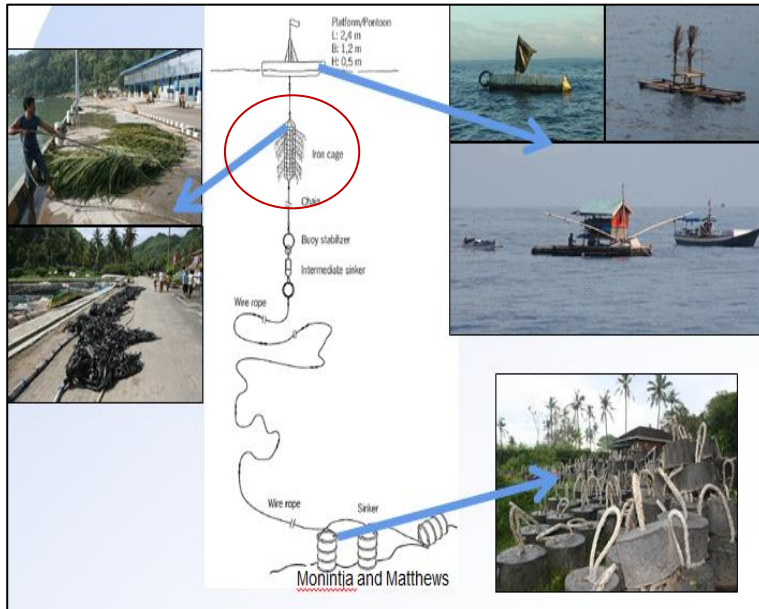 Platform/Pontoon
L: 2,4 m
B: 1,2 m
H: 0,5 m
Iron cage
Chain
Buoy stabilizer
Intermediate sinker
Wire rope
Wire rope
Sinker
Monintja and Matthews